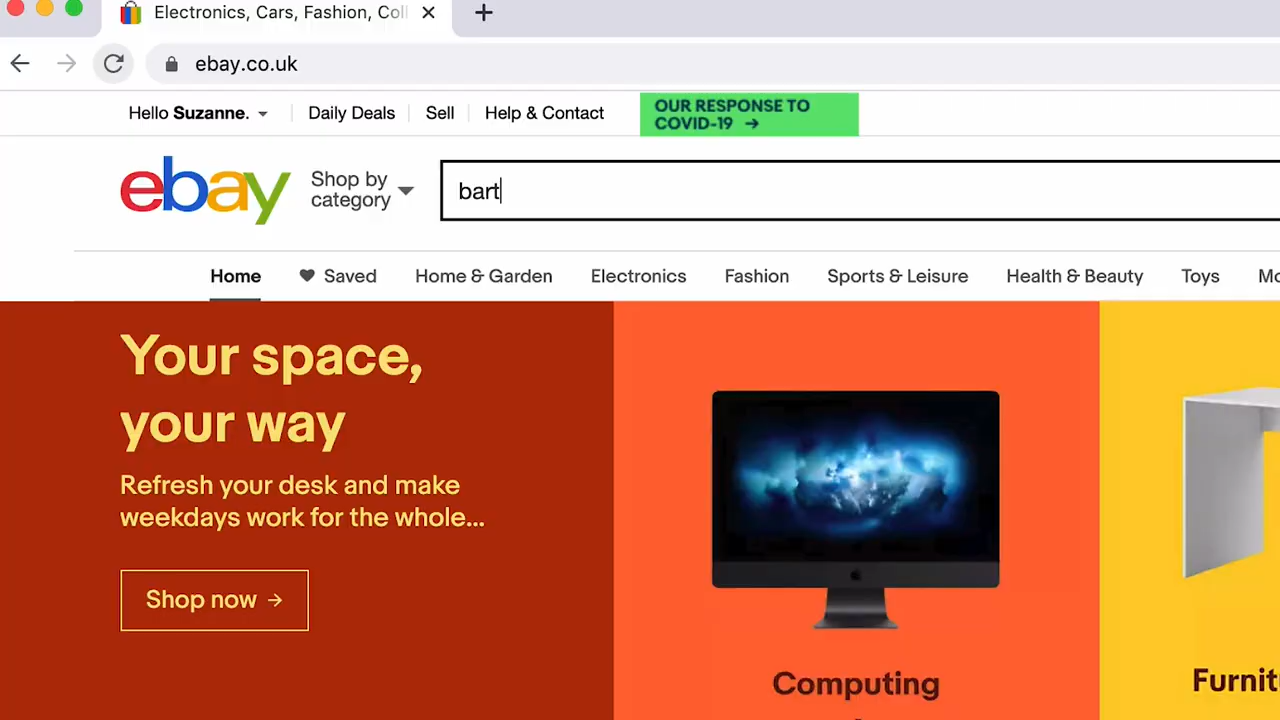 Electronics, Cars, Fashion, Coll
ebay.co.uk
Hello Suzanne.
Daily Deals
Sell
Help & Contact
OUR RESPONSE TO
COVID-19 →
ebay
Shop by
category
bart
Home
Saved
Home & Garden
Electronics
Fashion
Sports & Leisure
Health & Beauty
Toys
Mo
Your space,
your way
Refresh your desk and make
weekdays work for the whole...
Shop now →
Computing
Furnit